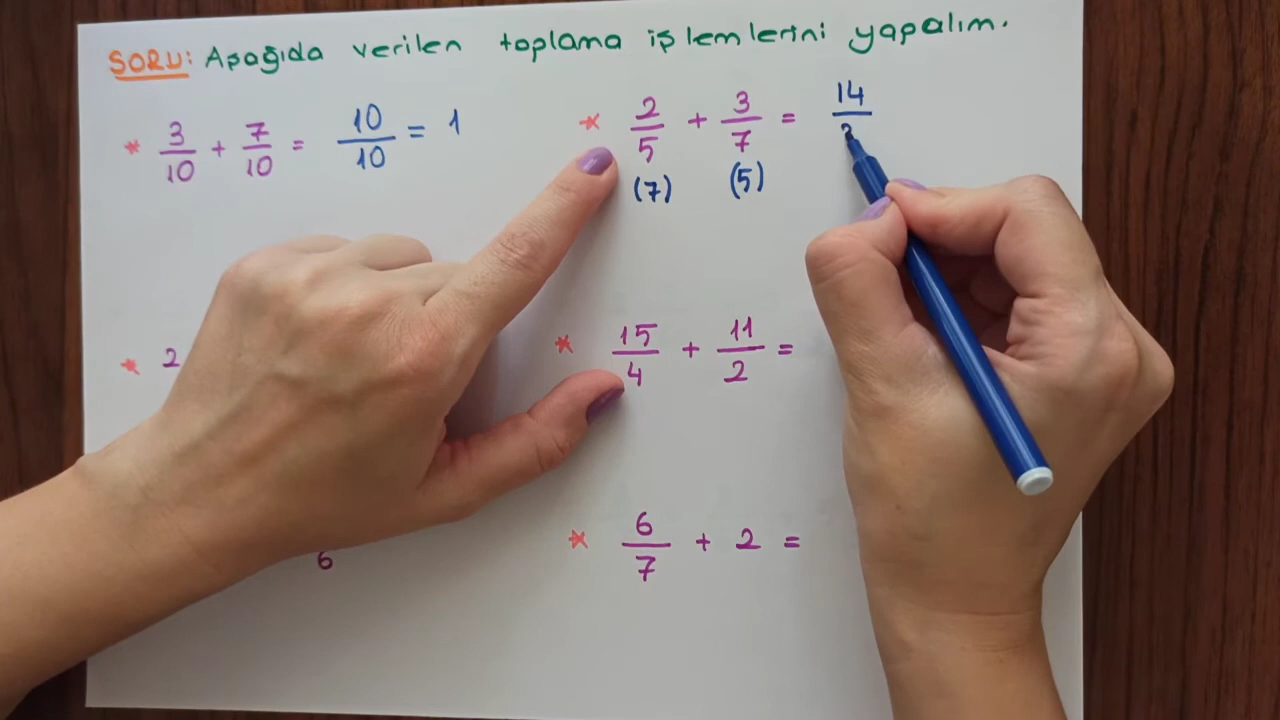 SORU: Aşağıda verilen toplama işlemlerini yapalım.
* 3/10 + 7/10 = 10/10 = 1
* 2/5 + 3/7 = 14/
(7) (5)
* 2
* 15/4 + 11/2 =
6
* 6/7 + 2 =